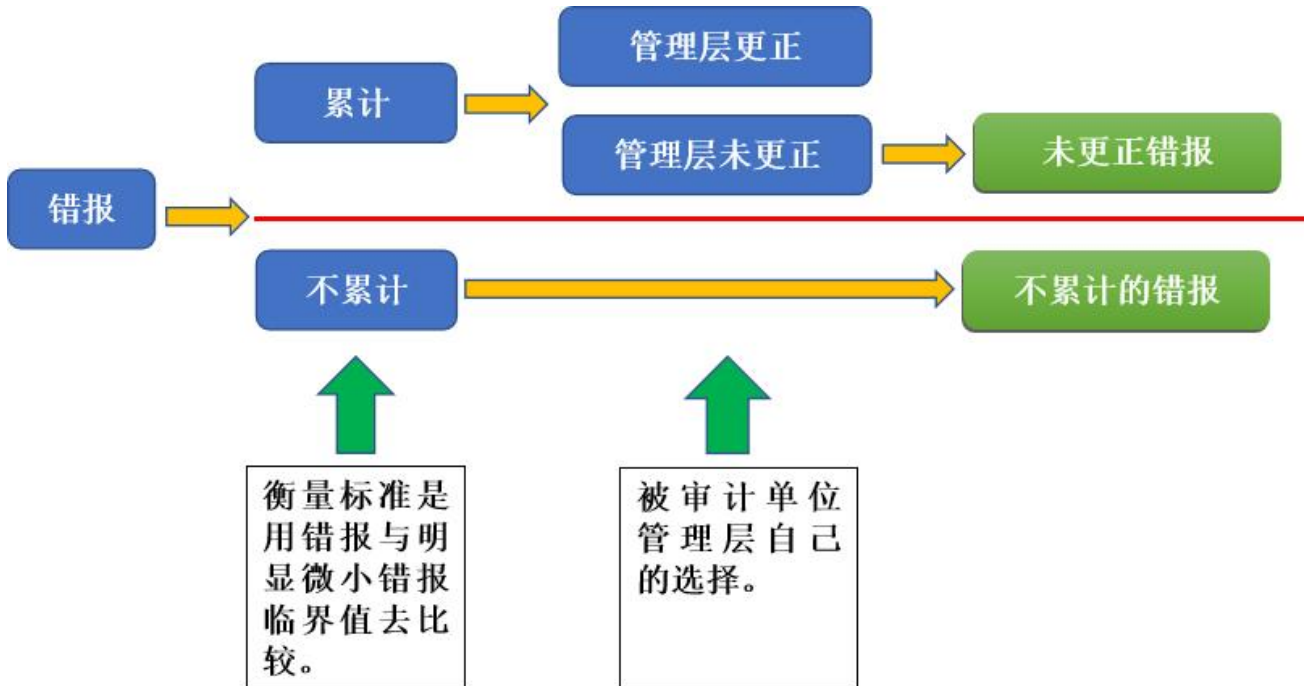 管理层更正
累计
管理层未更正
未更正错报
错报
不累计
不累计的错报
衡量标准是
用错报与明
显微小错报
临界值去比
较。
被审计单位
管理层自己
的选择。